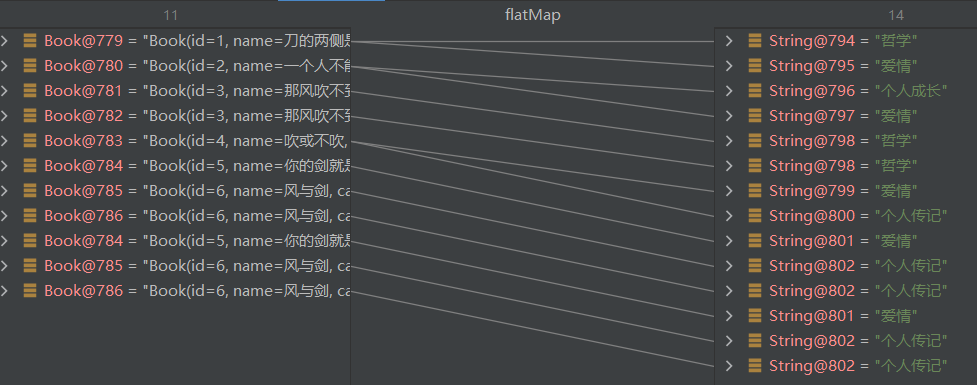 11
flatMap
14
Book@779 = "Book(id=1, name=刀的两侧是
Book@780 = "Book(id=2, name=一个人不能
Book@781 = "Book(id=3, name=那风吹不到
Book@782 = "Book(id=3, name=那风吹不到
Book@783 = "Book(id=4, name=吹或不吹,
Book@784 = "Book(id=5, name=你的剑就是
Book@785 = "Book(id=6, name=风与剑, ca
Book@786 = "Book(id=6, name=风与剑, ca
Book@784 = "Book(id=5, name=你的剑就是
Book@785 = "Book(id=6, name=风与剑, ca
Book@786 = "Book(id=6, name=风与剑, ca
String@794 = "哲学"
String@795 = "爱情"
String@796 = "个人成长"
String@797 = "爱情"
String@798 = "哲学"
String@798 = "哲学"
String@799 = "爱情"
String@800 = "个人传记"
String@801 = "爱情"
String@802 = "个人传记"
String@802 = "个人传记"
String@801 = "爱情"
String@802 = "个人传记"
String@802 = "个人传记"